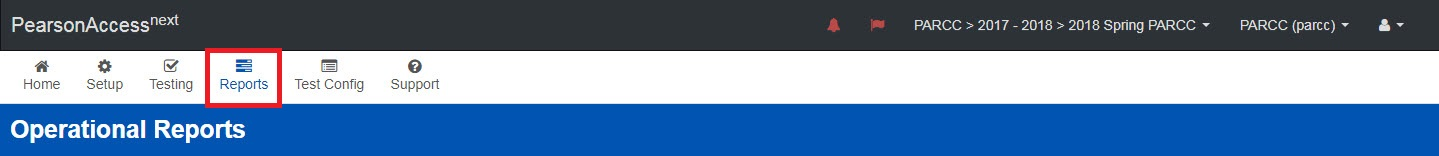 PearsonAccessnext PARCC > 2017 - 2018 > 2018 Spring PARCC PARCC (parcc)
Home Setup Testing Reports Test Config Support
Operational Reports